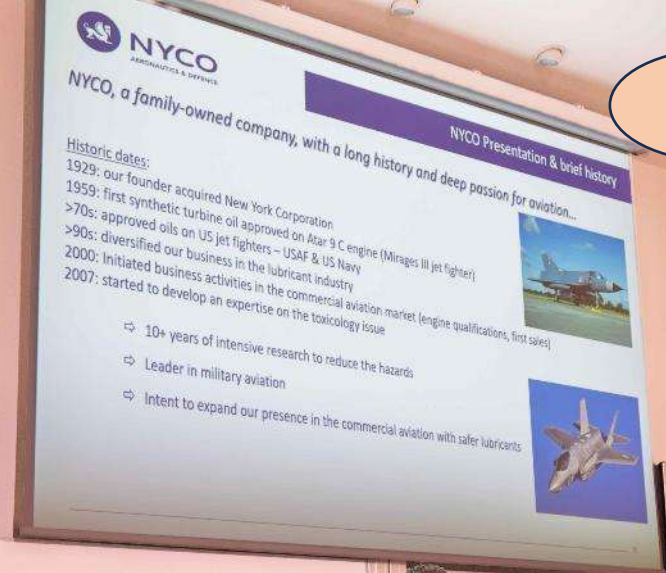 NYCO
AERONAUTICS & DEFENCE
NYCO Presentation & brief history
NYCO, a family-owned company, with a long history and deep passion for aviation...
Historic dates:
1929: our founder acquired New York Corporation
1959: first synthetic turbine oil approved on Atar 9 C engine (Mirages III jet fighter)
>70s: approved oils on US jet fighters – USAF & US Navy
>90s: diversified our business in the lubricant industry
2000: Initiated business activities in the commercial aviation market (engine qualifications, first sales)
2007: started to develop an expertise on the toxicology issue
⇨ 10+ years of intensive research to reduce the hazards
⇨ Leader in military aviation
⇨ Intent to expand our presence in the commercial aviation with safer lubricants